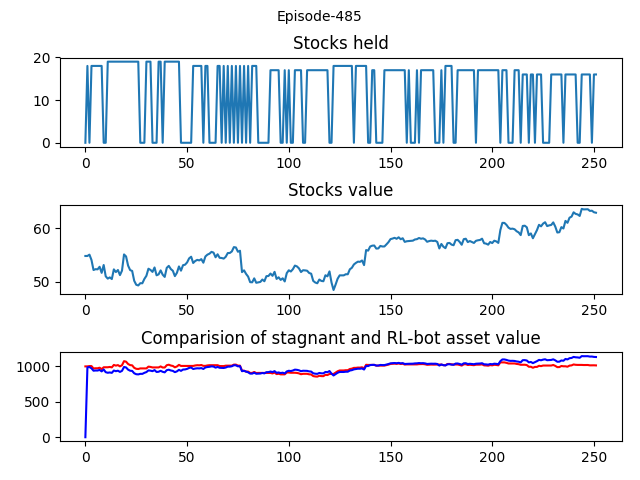 Episode-485
Stocks held
20
10
0
0 50 100 150 200 250
Stocks value
60
50
0 50 100 150 200 250
Comparision of stagnant and RL-bot asset value
1000
500
0
0 50 100 150 200 250